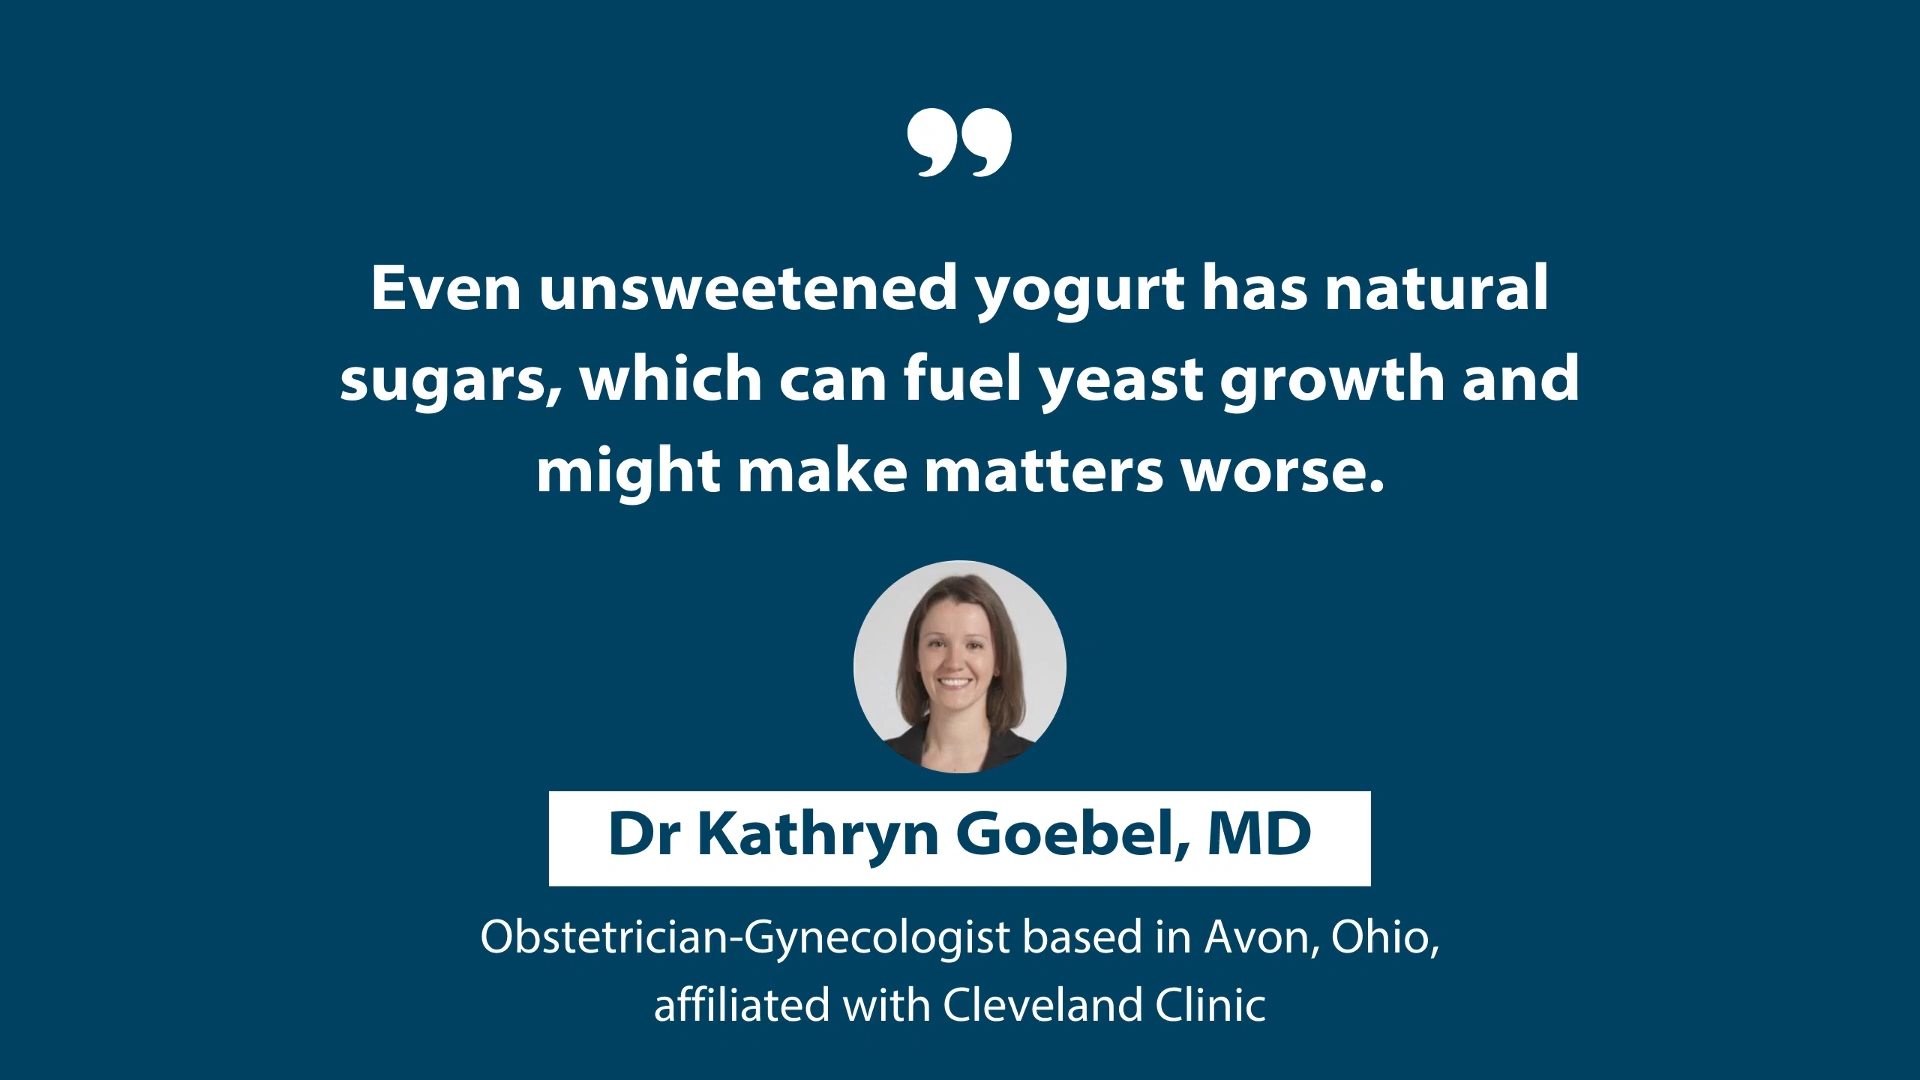 ”
Even unsweetened yogurt has natural
sugars, which can fuel yeast growth and
might make matters worse.
Dr Kathryn Goebel, MD
Obstetrician-Gynecologist based in Avon, Ohio,
affiliated with Cleveland Clinic